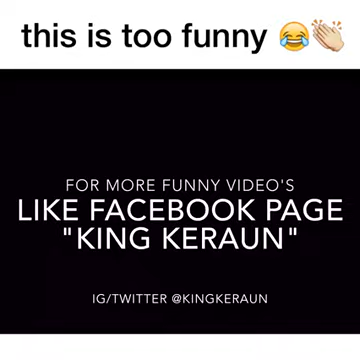 this is too funny 😂👏🏼
FOR MORE FUNNY VIDEO'S
LIKE FACEBOOK PAGE
"KING KERAUN"
IG/TWITTER @KINGKERAUN